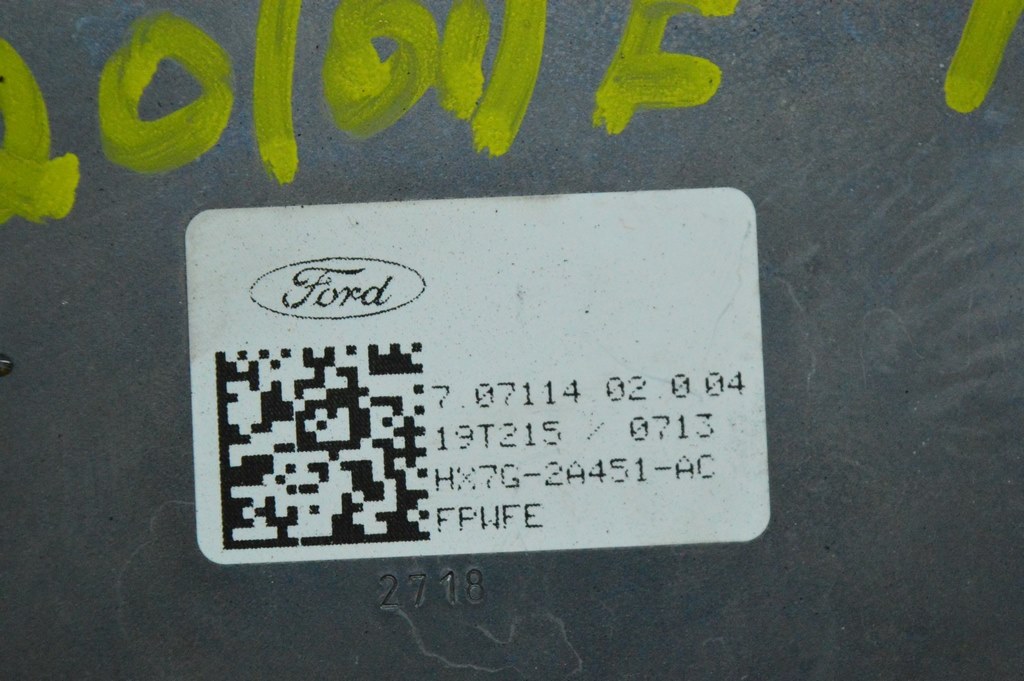 Ford
7.07114.02.0.04
19T215 / 0713
HX7G-2A451-AC
FPWFE
2718